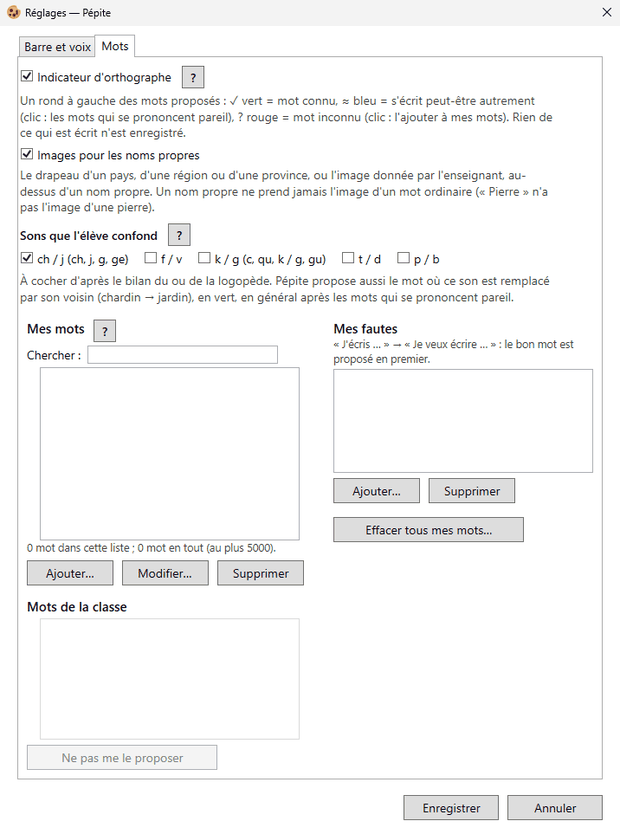 Réglages — Pépite
Barre et voix
Mots
Indicateur d'orthographe
?
Un rond à gauche des mots proposés : ✓ vert = mot connu, ≈ bleu = s'écrit peut-être autrement
(clic : les mots qui se prononcent pareil), ? rouge = mot inconnu (clic : l'ajouter à mes mots). Rien de
ce qui est écrit n'est enregistré.
Images pour les noms propres
Le drapeau d'un pays, d'une région ou d'une province, ou l'image donnée par l'enseignant, au-
dessus d'un nom propre. Un nom propre ne prend jamais l'image d'un mot ordinaire (« Pierre » n'a
pas l'image d'une pierre).
Sons que l'élève confond
?
ch / j (ch, j, g, ge)
f / v
k / g (c, qu, k / g, gu)
t / d
p / b
À cocher d'après le bilan du ou de la logopède. Pépite propose aussi le mot où ce son est remplacé
par son voisin (chardin → jardin), en vert, en général après les mots qui se prononcent pareil.
Mes mots
?
Chercher :
0 mot dans cette liste ; 0 mot en tout (au plus 5000).
Ajouter...
Modifier...
Supprimer
Mes fautes
« J'écris ... » → « Je veux écrire ... » : le bon mot est
proposé en premier.
Ajouter...
Supprimer
Effacer tous mes mots...
Mots de la classe
Ne pas me le proposer
Enregistrer
Annuler